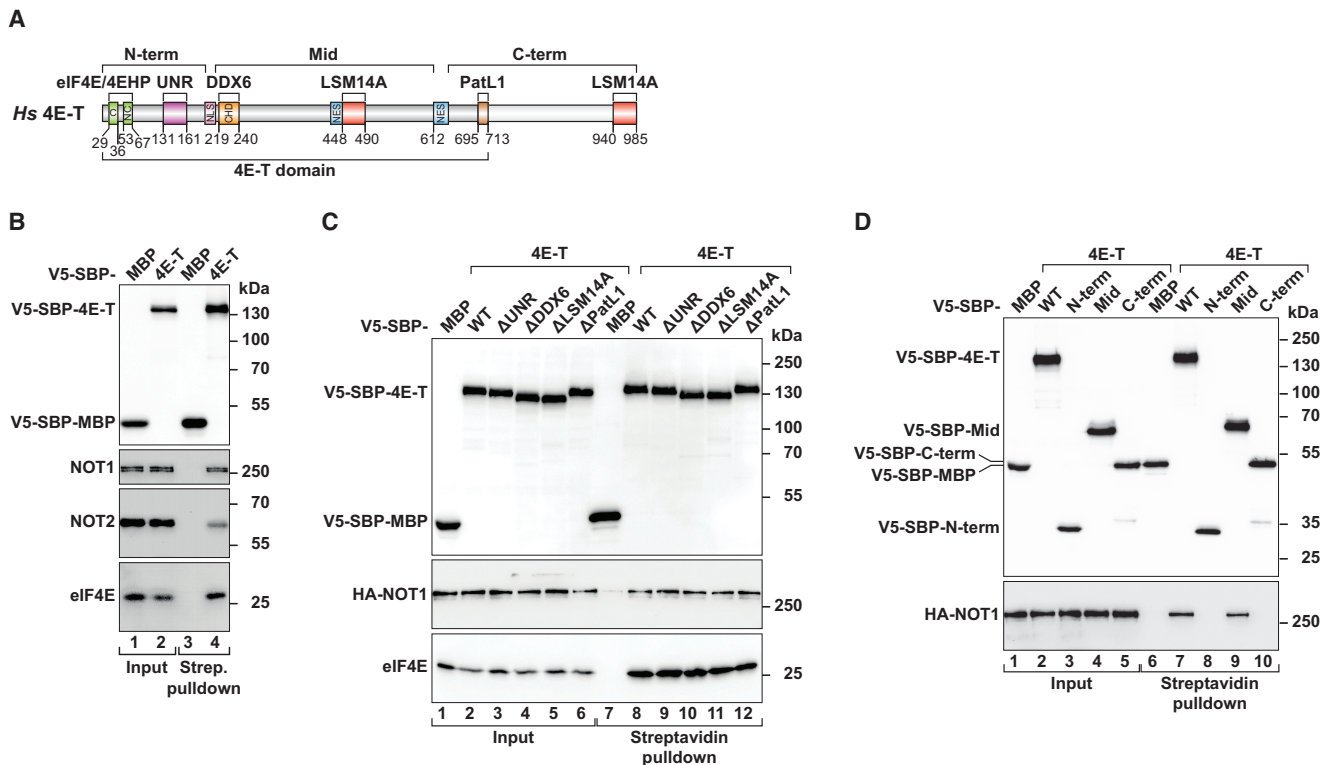 A
N-term Mid C-term
eIF4E/4EHP UNR DDX6 LSM14A PatL1 LSM14A
Hs 4E-T C NC NLS CHD NES NES
29 36 53 67 131 161 219 240 448 490 612 695 713 940 985
4E-T domain
B
V5-SBP- MBP 4E-T MBP 4E-T
kDa
V5-SBP-4E-T
130
100
70
55
V5-SBP-MBP
NOT1
250
NOT2
70
55
eIF4E
25
1 2 3 4
Input Strep. pulldown
C
4E-T 4E-T
V5-SBP- MBP WT ΔUNR ΔDDX6 ΔLSM14A ΔPatL1 MBP WT ΔUNR ΔDDX6 ΔLSM14A ΔPatL1
kDa
250
V5-SBP-4E-T
130
100
70
55
V5-SBP-MBP
HA-NOT1
250
eIF4E
25
1 2 3 4 5 6 7 8 9 10 11 12
Input Streptavidin
pulldown
D
4E-T 4E-T
V5-SBP- MBP WT N-term Mid C-term MBP WT N-term Mid C-term
kDa
250
V5-SBP-4E-T
130
100
70
V5-SBP-Mid
V5-SBP-C-term
55
V5-SBP-MBP
V5-SBP-N-term
35
25
HA-NOT1
250
1 2 3 4 5 6 7 8 9 10
Input Streptavidin
pulldown